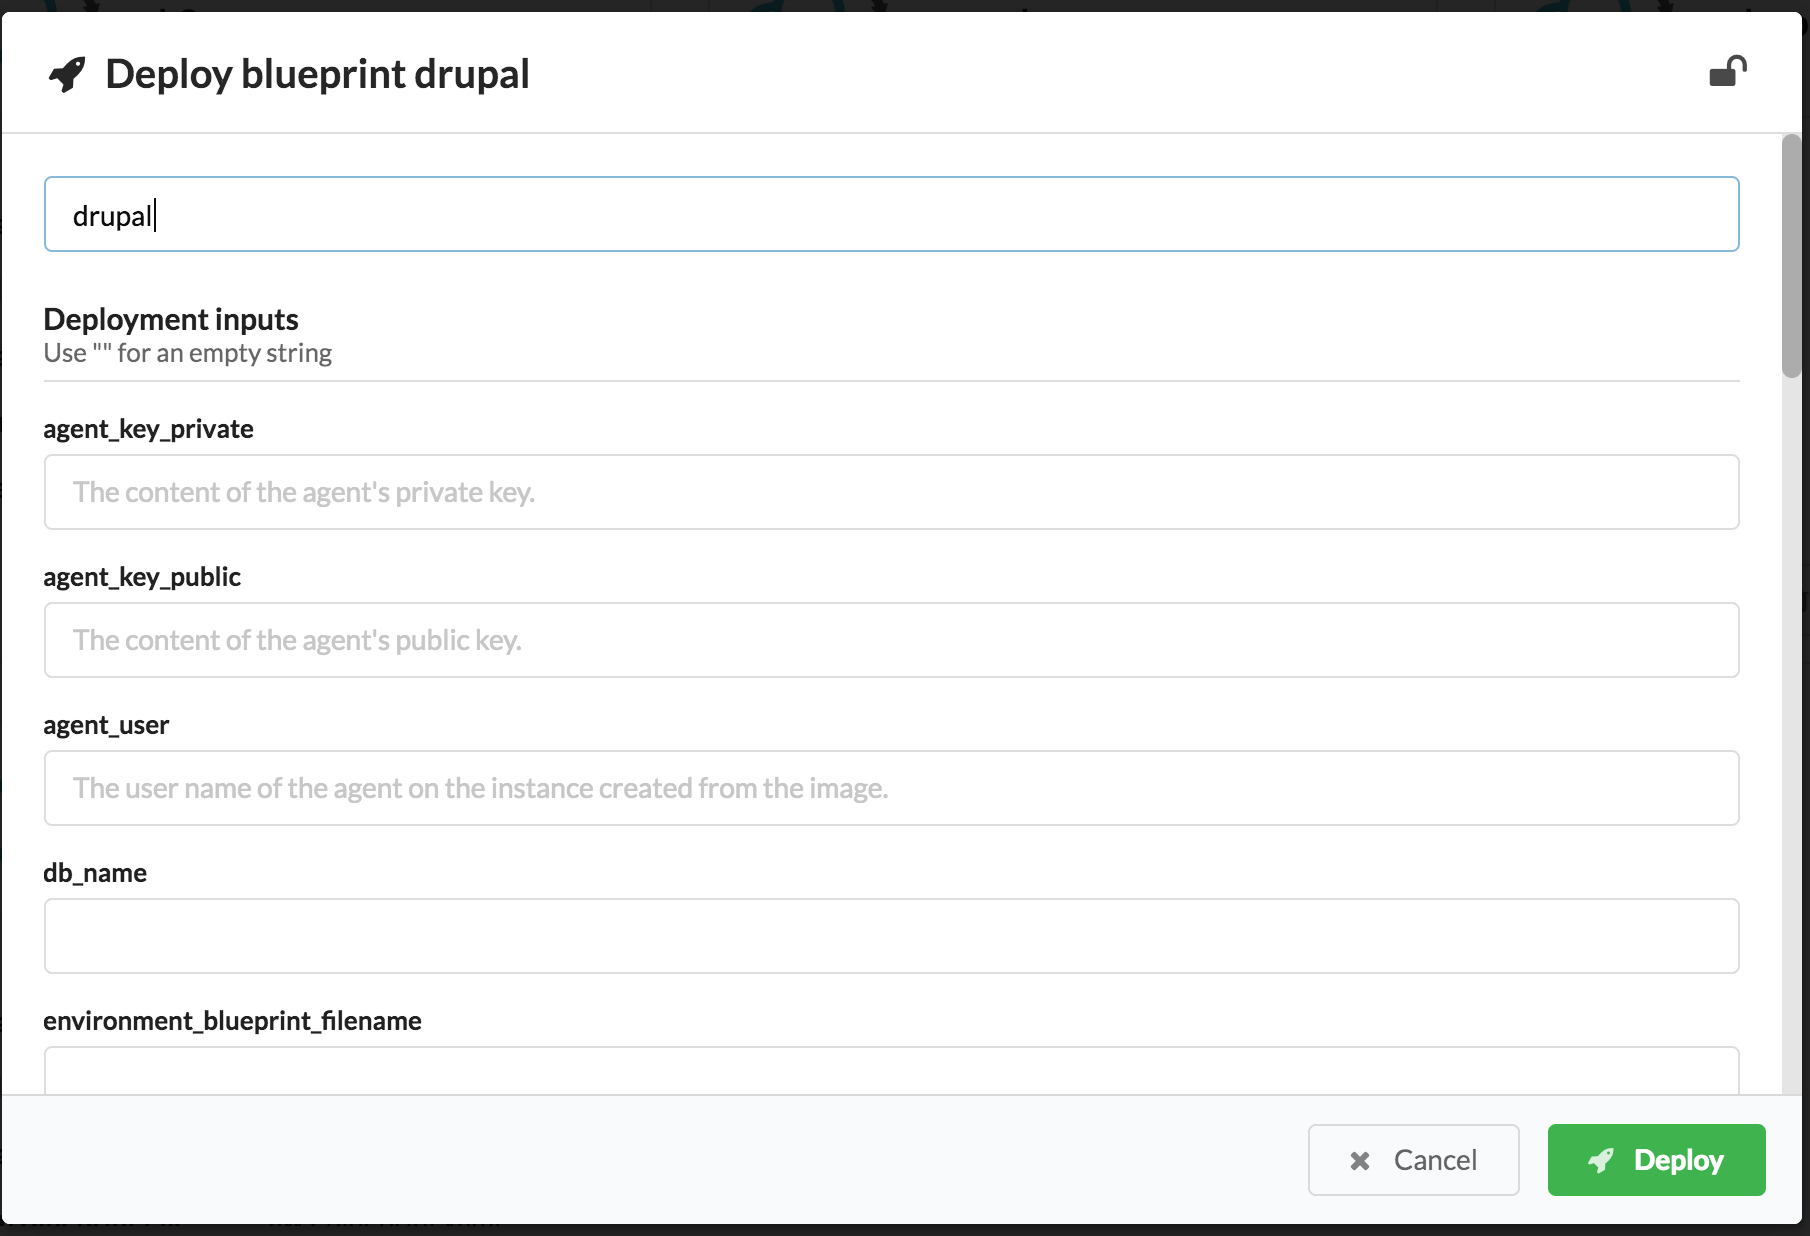 Deploy blueprint drupal
drupal
Deployment inputs
Use "" for an empty string
agent_key_private
The content of the agent's private key.
agent_key_public
The content of the agent's public key.
agent_user
The user name of the agent on the instance created from the image.
db_name
environment_blueprint_filename
Cancel
Deploy